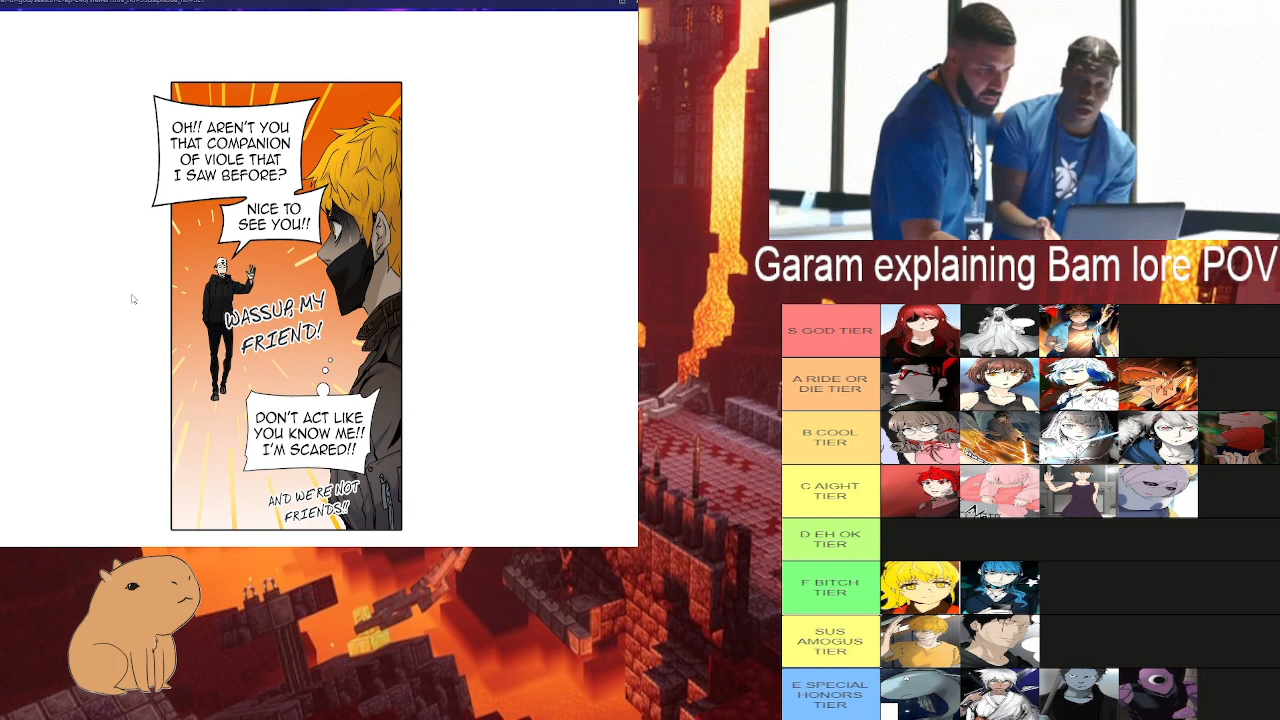 OH!! AREN'T YOU
THAT COMPANION
OF VIOLE THAT
I SAW BEFORE?
NICE TO
SEE YOU!!
WASSUP, MY
FRIEND!
DON'T ACT LIKE
YOU KNOW ME!!
I'M SCARED!!
AND WE'RE NOT
FRIENDS!!
Garam explaining Bam lore POV
S GOD TIER
A RIDE OR
DIE TIER
B COOL
TIER
C AIGHT
TIER
D EH OK
TIER
F BITCH
TIER
SUS
AMOGUS
TIER
E SPECIAL
HONORS
TIER